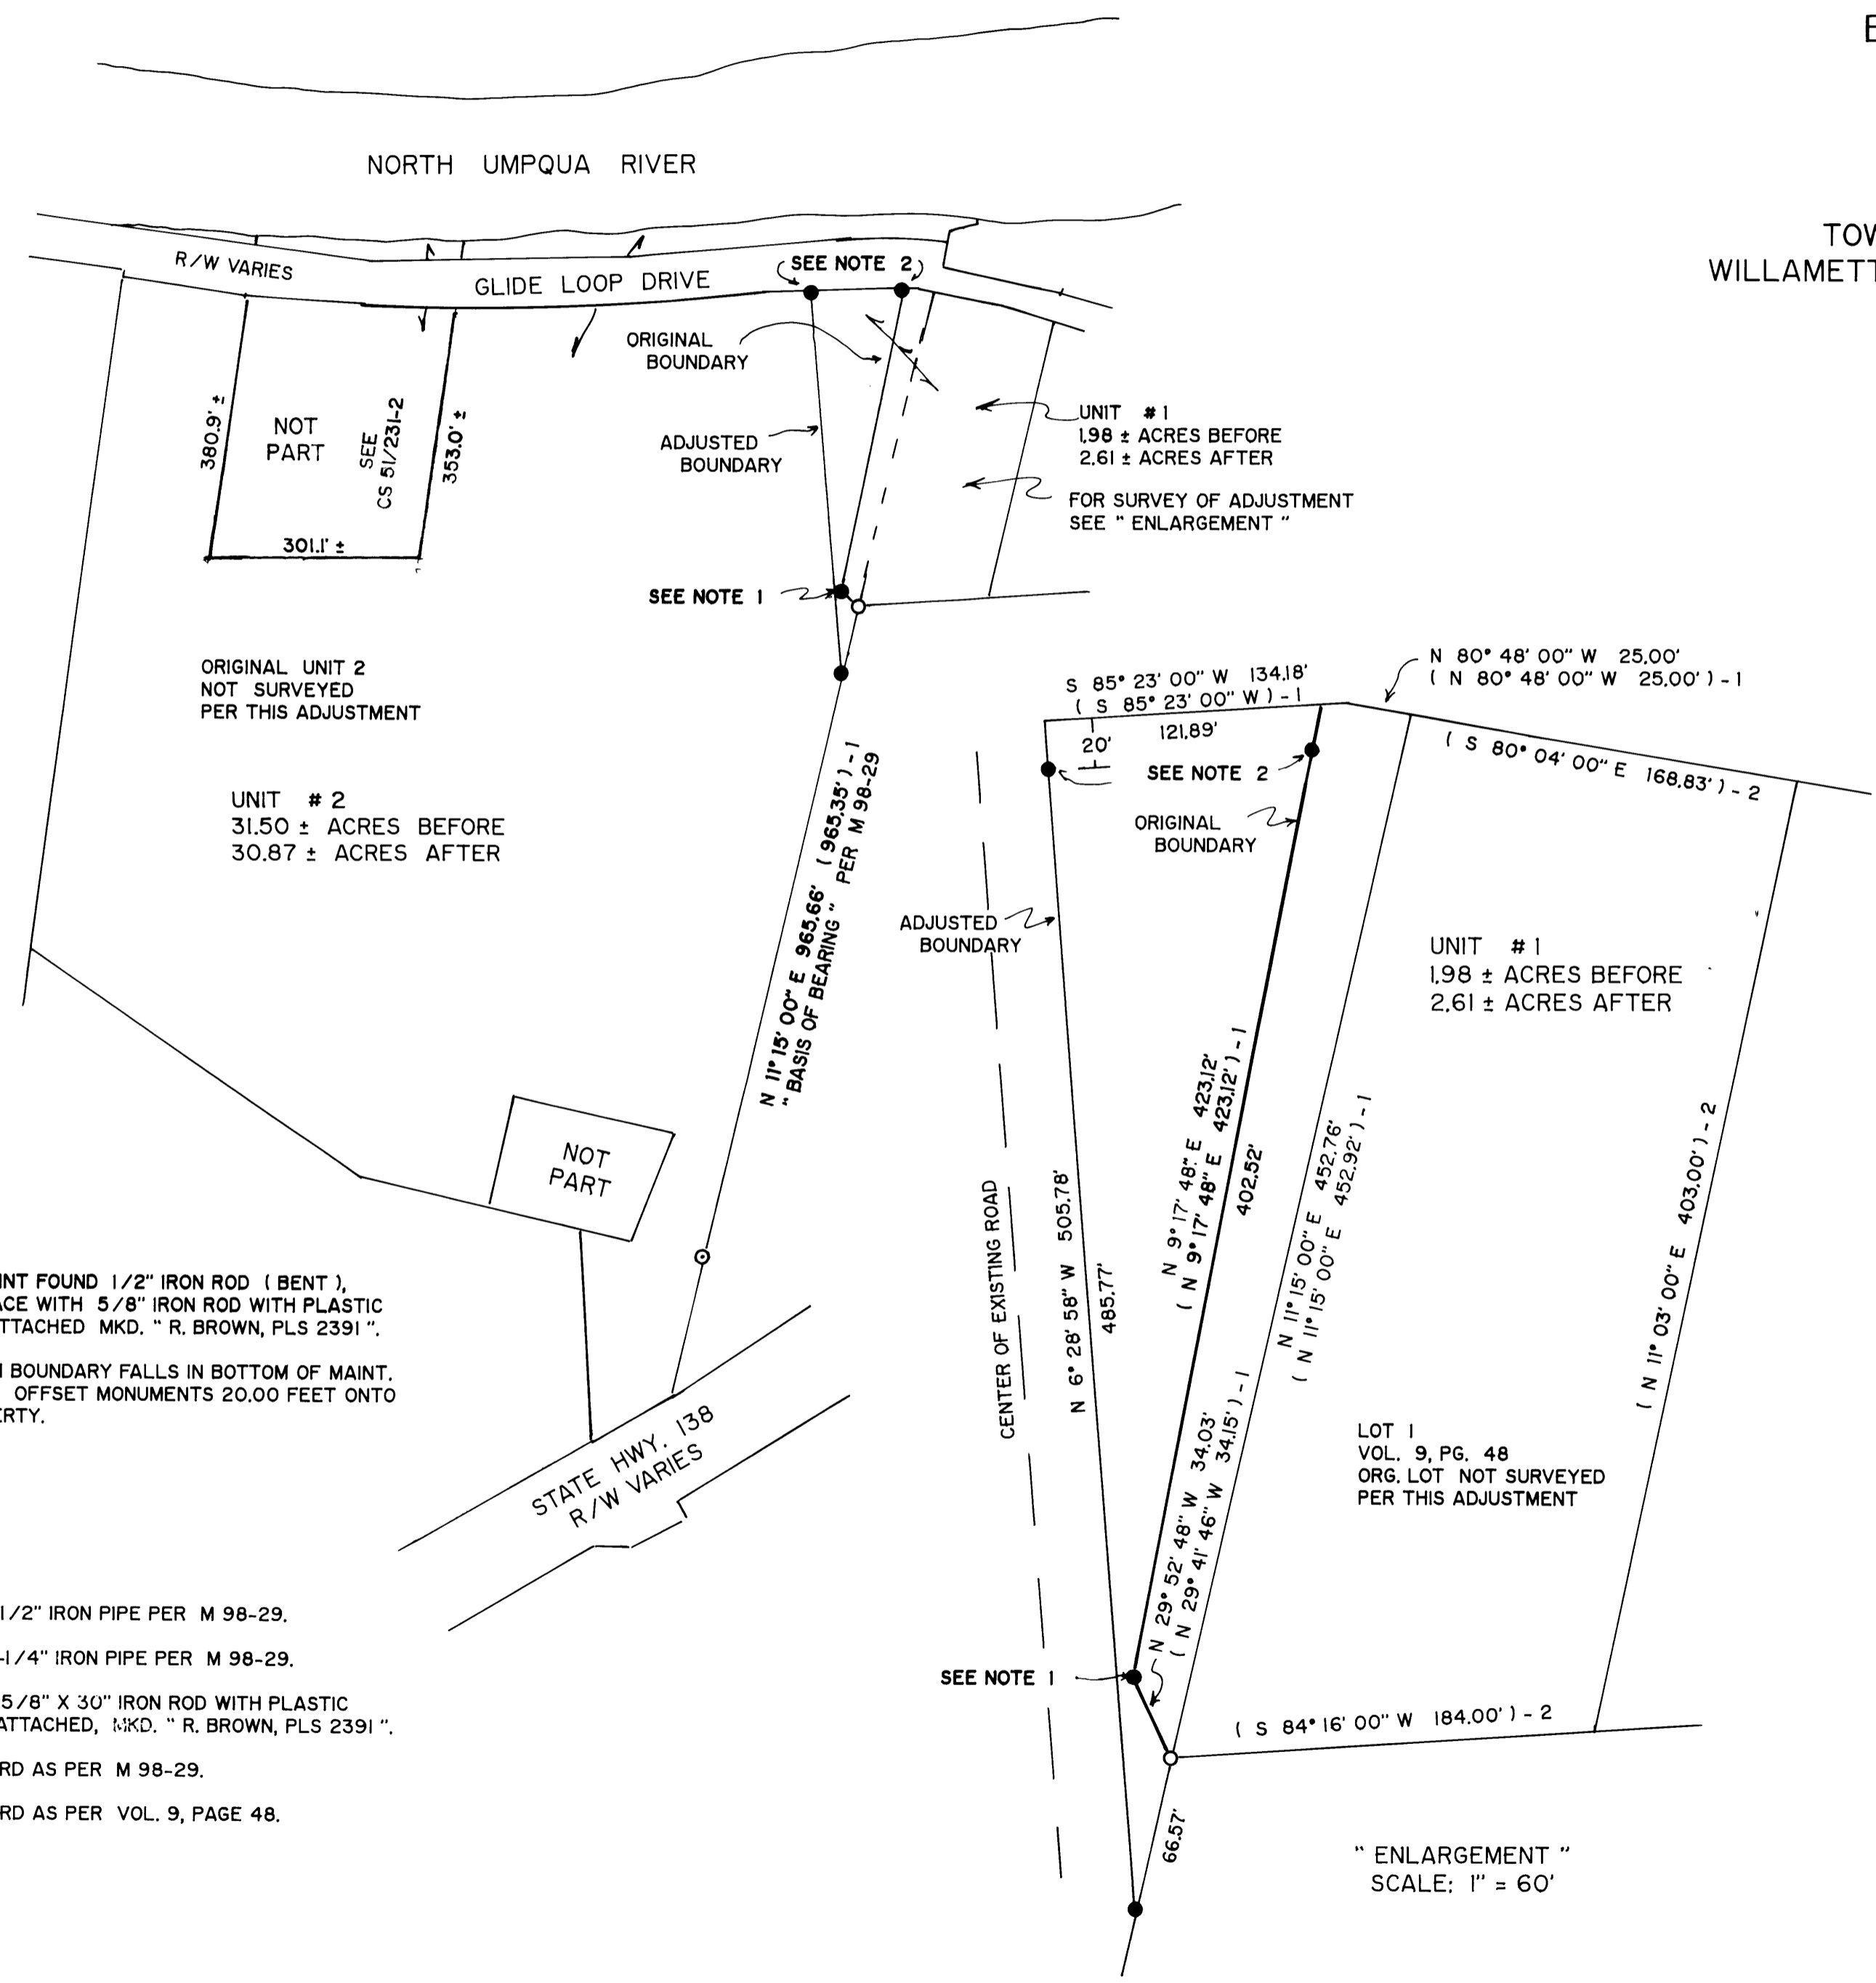 E
TOW
WILLAMETT
NORTH UMPQUA RIVER
R/W VARIES
GLIDE LOOP DRIVE
SEE NOTE 2
ORIGINAL
BOUNDARY
ADJUSTED
BOUNDARY
380.9' ±
NOT
PART
SEE
CS 51/231-2
353.0' ±
301.1' ±
UNIT # 1
1.98 ± ACRES BEFORE
2.61 ± ACRES AFTER
FOR SURVEY OF ADJUSTMENT
SEE " ENLARGEMENT "
SEE NOTE 1
ORIGINAL UNIT 2
NOT SURVEYED
PER THIS ADJUSTMENT
UNIT # 2
31.50 ± ACRES BEFORE
30.87 ± ACRES AFTER
N 11° 15' 00" E 965.66' ( 965.35' ) - 1
" BASIS OF BEARING " PER M 98-29
NOT
PART
STATE HWY. 138
R/W VARIES
N 80° 48' 00" W 25.00'
( N 80° 48' 00" W 25.00' ) - 1
S 85° 23' 00" W 134.18'
( S 85° 23' 00" W ) - 1
121.89'
20'
SEE NOTE 2
( S 80° 04' 00" E 168.83' ) - 2
ORIGINAL
BOUNDARY
ADJUSTED
BOUNDARY
UNIT # 1
1.98 ± ACRES BEFORE
2.61 ± ACRES AFTER
CENTER OF EXISTING ROAD
N 6° 28' 58" W 505.78'
485.77'
N 9° 17' 48" E 423.12'
( N 9° 17' 48" E 423.12' ) - 1
402.52'
N 11° 15' 00" E 452.76'
( N 11° 15' 00" E 452.92' ) - 1
( N 11° 03' 00" E 403.00' ) - 2
N 29° 52' 48" W 34.03'
( N 29° 41' 46" W 34.15' ) - 1
LOT 1
VOL. 9, PG. 48
ORG. LOT NOT SURVEYED
PER THIS ADJUSTMENT
SEE NOTE 1
( S 84° 16' 00" W 184.00' ) - 2
66.57'
" ENLARGEMENT "
SCALE: 1" = 60'
INT FOUND 1/2" IRON ROD ( BENT ),
ACE WITH 5/8" IRON ROD WITH PLASTIC
TTACHED MKD. " R. BROWN, PLS 2391 ".
H BOUNDARY FALLS IN BOTTOM OF MAINT.
OFFSET MONUMENTS 20.00 FEET ONTO
ERTY.
1/2" IRON PIPE PER M 98-29.
-1/4" IRON PIPE PER M 98-29.
5/8" X 30" IRON ROD WITH PLASTIC
ATTACHED, MKD. " R. BROWN, PLS 2391 ".
RD AS PER M 98-29.
RD AS PER VOL. 9, PAGE 48.